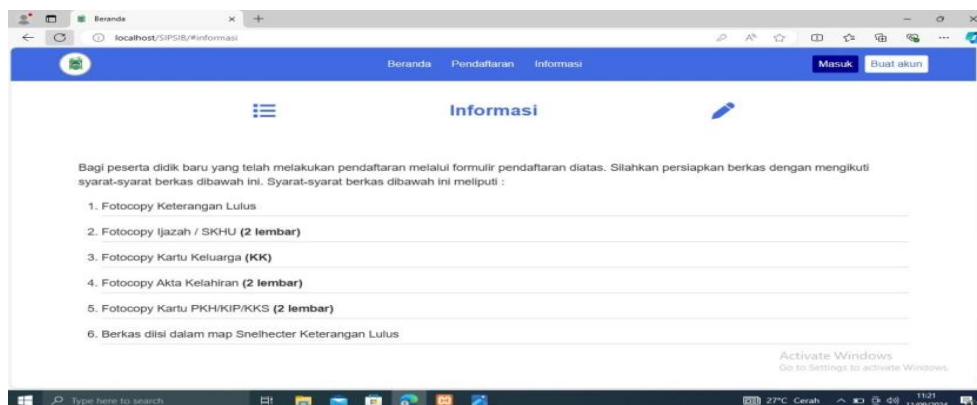 Beranda
localhost/SIPSIB/#informasi
Beranda Pendaftaran Informasi Masuk Buat akun
Informasi
Bagi peserta didik baru yang telah melakukan pendaftaran melalui formulir pendaftaran diatas. Silahkan persiapkan berkas dengan mengikuti
syarat-syarat berkas dibawah ini. Syarat-syarat berkas dibawah ini meliputi :
1. Fotocopy Keterangan Lulus
2. Fotocopy Ijazah / SKHU (2 lembar)
3. Fotocopy Kartu Keluarga (KK)
4. Fotocopy Akta Kelahiran (2 lembar)
5. Fotocopy Kartu PKH/KIP/KKS (2 lembar)
6. Berkas diisi dalam map Snelhecter Keterangan Lulus
Activate Windows
Go to Settings to activate Windows.
Type here to search 27°C Cerah 11:21
11/09/2024